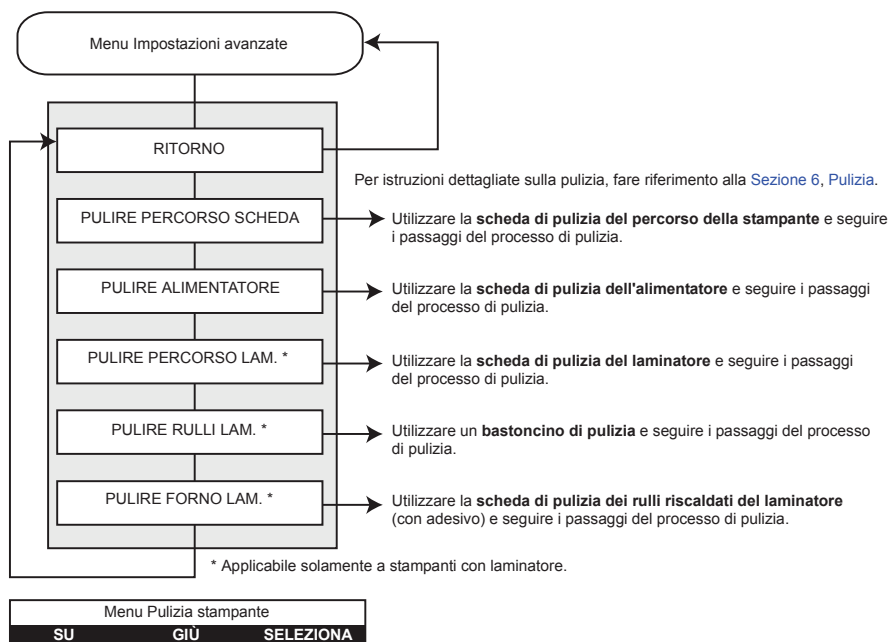 Menu Impostazioni avanzate
RITORNO
Per istruzioni dettagliate sulla pulizia, fare riferimento alla Sezione 6, Pulizia.
PULIRE PERCORSO SCHEDA
Utilizzare la scheda di pulizia del percorso della stampante e seguire
i passaggi del processo di pulizia.
PULIRE ALIMENTATORE
Utilizzare la scheda di pulizia dell'alimentatore e seguire i passaggi
del processo di pulizia.
PULIRE PERCORSO LAM. *
Utilizzare la scheda di pulizia del laminatore e seguire i passaggi
del processo di pulizia.
PULIRE RULLI LAM. *
Utilizzare un bastoncino di pulizia e seguire i passaggi del processo
di pulizia.
PULIRE FORNO LAM. *
Utilizzare la scheda di pulizia dei rulli riscaldati del laminatore
(con adesivo) e seguire i passaggi del processo di pulizia.
* Applicabile solamente a stampanti con laminatore.
Menu Pulizia stampante
SU GIÙ SELEZIONA